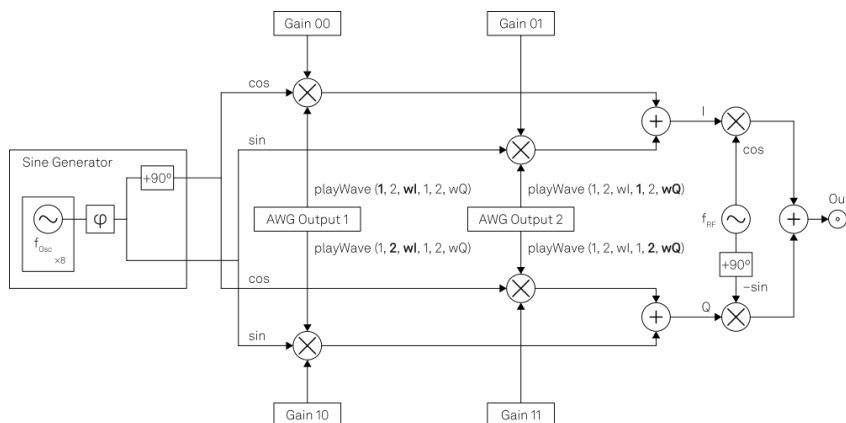 Gain 00
Gain 01
cos
I
cos
Sine Generator
sin
+90º
playWave (1, 2, wI, 1, 2, wQ)
playWave (1, 2, wI, 1, 2, wQ)
φ
AWG Output 1
AWG Output 2
f_RF
Out
f_Osc
×8
playWave (1, 2, wI, 1, 2, wQ)
playWave (1, 2, wI, 1, 2, wQ)
+90º
cos
–sin
Q
sin
Gain 10
Gain 11